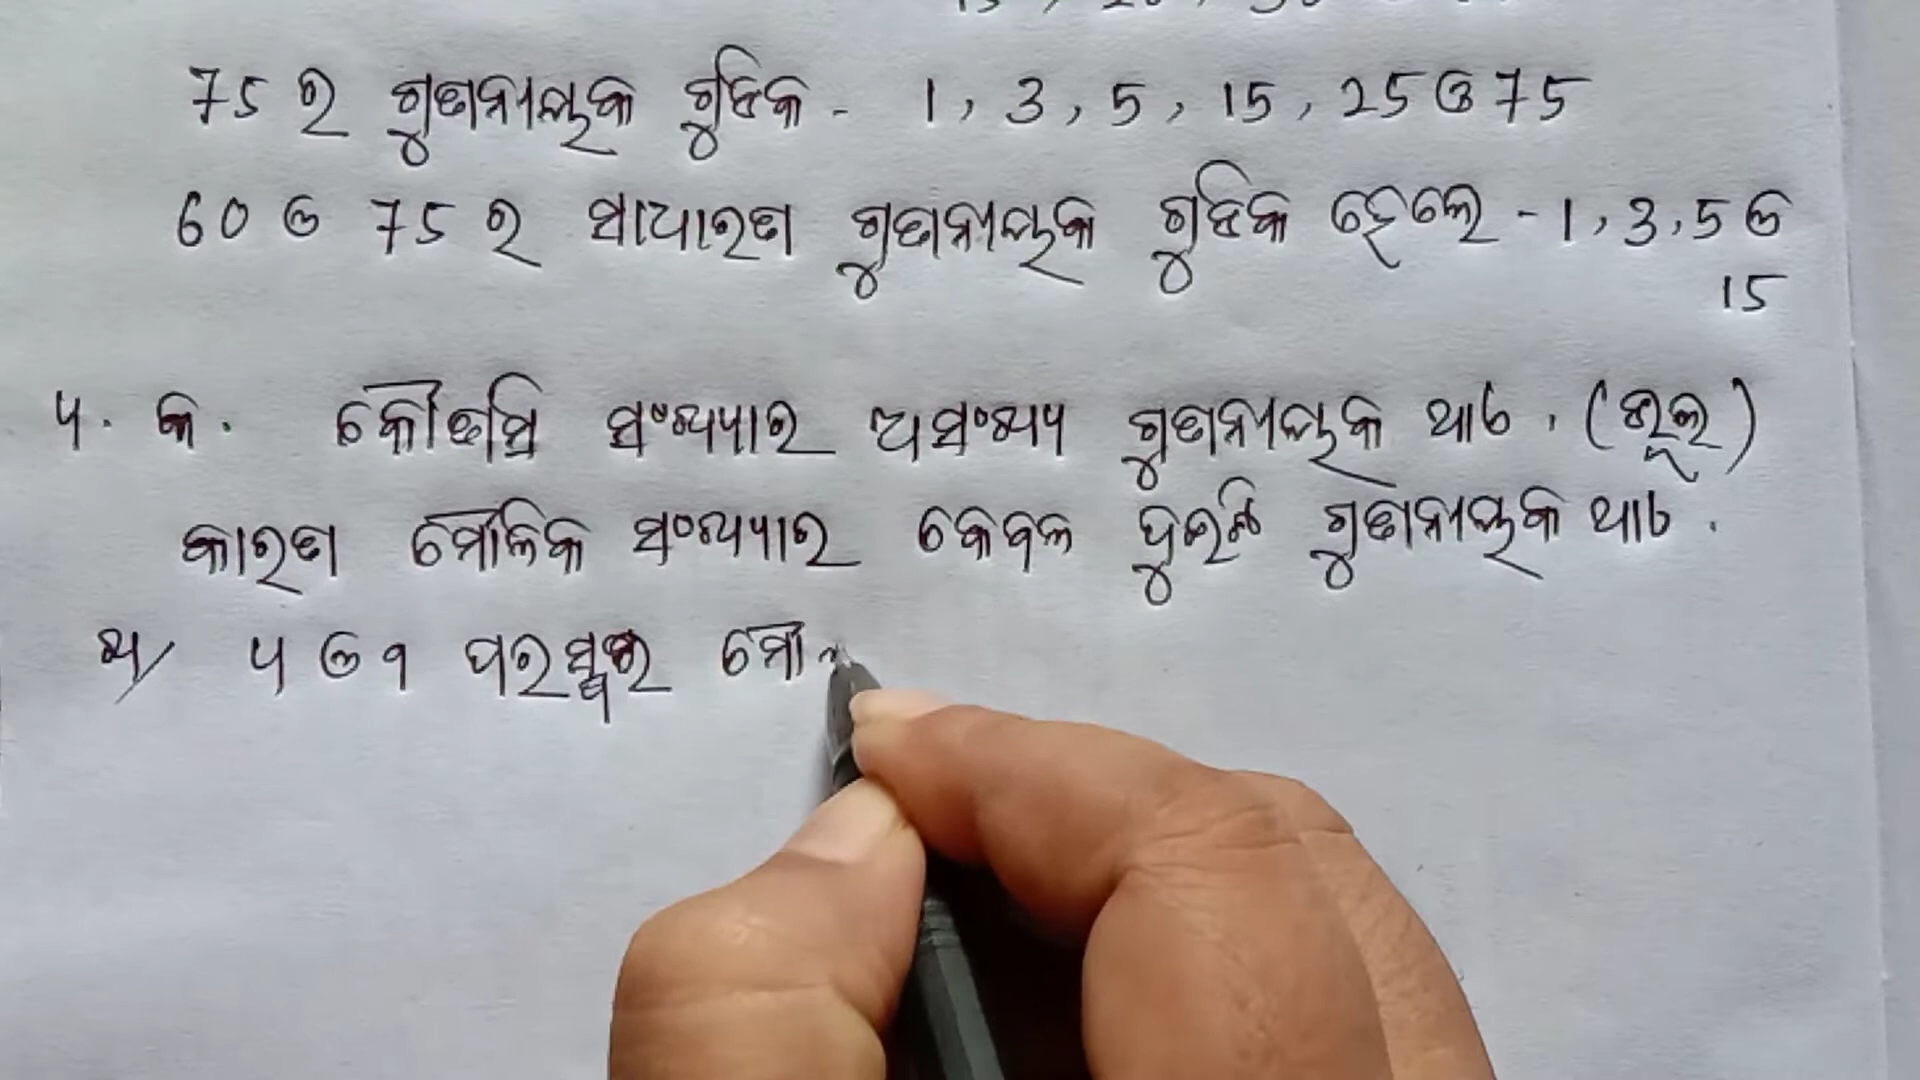 75 ର ଗୁଣନୀୟକ ଗୁଡିକ - 1, 3, 5, 15, 25 ଓ 75
60 ଓ 75 ର ସାଧାରଣ ଗୁଣନୀୟକ ଗୁଡିକ ହେଲେ - 1, 3, 5 ଓ
15
୫. କ. କୌଣସି ସଂଖ୍ୟାର ଅସଂଖ୍ୟ ଗୁଣନୀୟକ ଥାଏ . (ଭୂଲ)
କାରଣ ମୌଳିକ ସଂଖ୍ୟାର କେବଳ ଦୁଇଟି ଗୁଣନୀୟକ ଥାଏ .
ଖ/ ୫ ଓ ୨ ପରସ୍ପର ମୌ